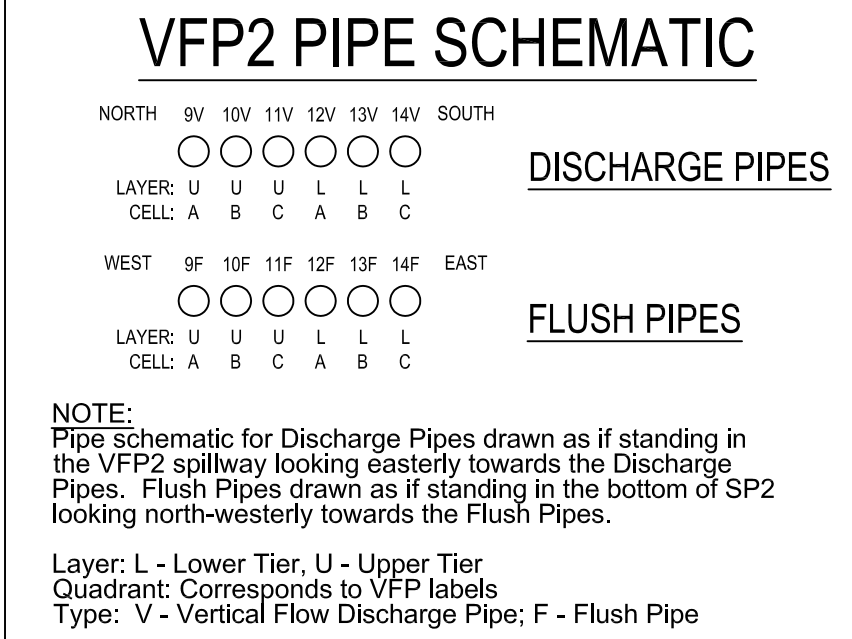 VFP2 PIPE SCHEMATIC
NORTH 9V 10V 11V 12V 13V 14V SOUTH
LAYER: U U U L L L
CELL: A B C A B C
DISCHARGE PIPES
WEST 9F 10F 11F 12F 13F 14F EAST
LAYER: U U U L L L
CELL: A B C A B C
FLUSH PIPES
NOTE:
Pipe schematic for Discharge Pipes drawn as if standing in
the VFP2 spillway looking easterly towards the Discharge
Pipes. Flush Pipes drawn as if standing in the bottom of SP2
looking north-westerly towards the Flush Pipes.
Layer: L - Lower Tier, U - Upper Tier
Quadrant: Corresponds to VFP labels
Type: V - Vertical Flow Discharge Pipe; F - Flush Pipe